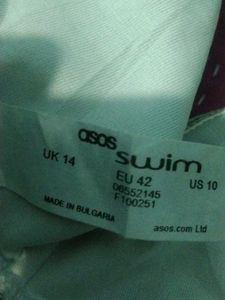 asos
swim
UK 14
EU 42
US 10
06552145
F100251
MADE IN BULGARIA
asos.com Ltd